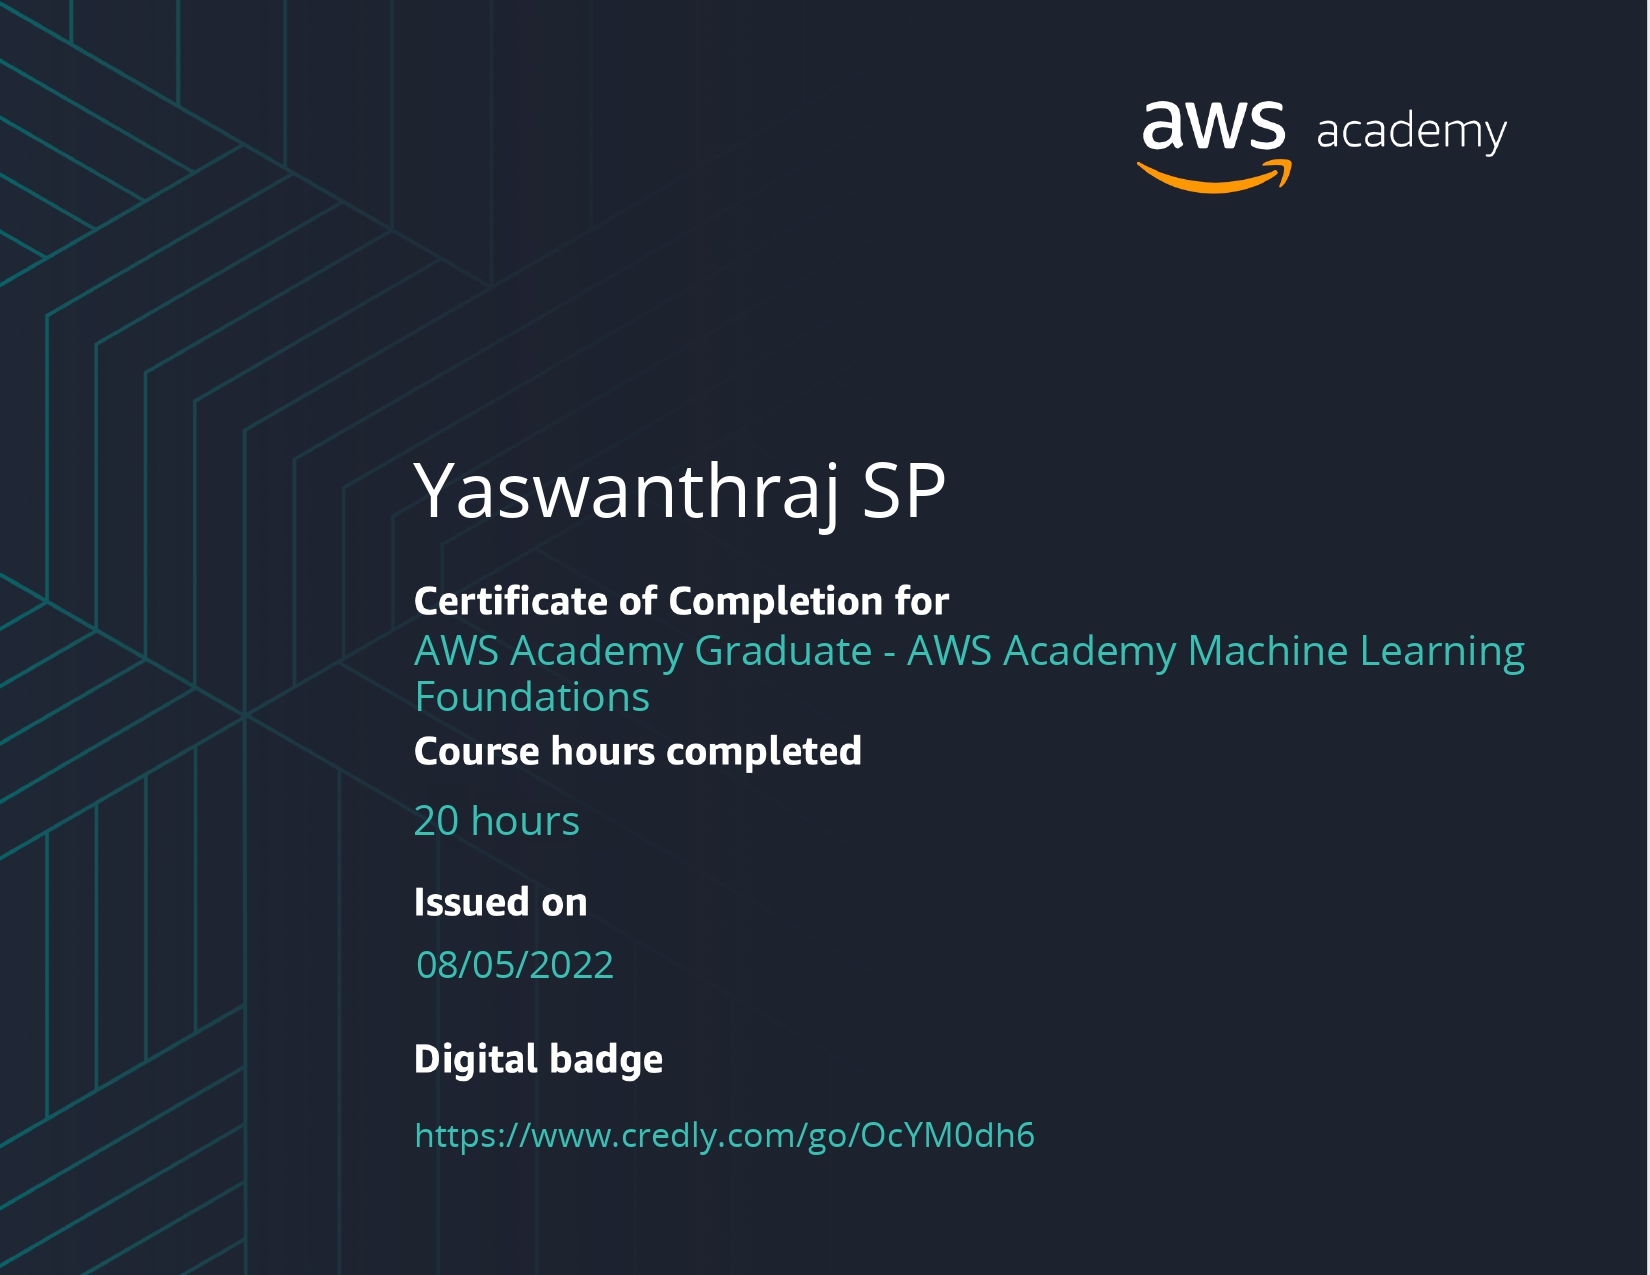 aws academy
Yaswanthraj SP
Certificate of Completion for
AWS Academy Graduate - AWS Academy Machine Learning
Foundations
Course hours completed
20 hours
Issued on
08/05/2022
Digital badge
https://www.credly.com/go/OcYM0dh6